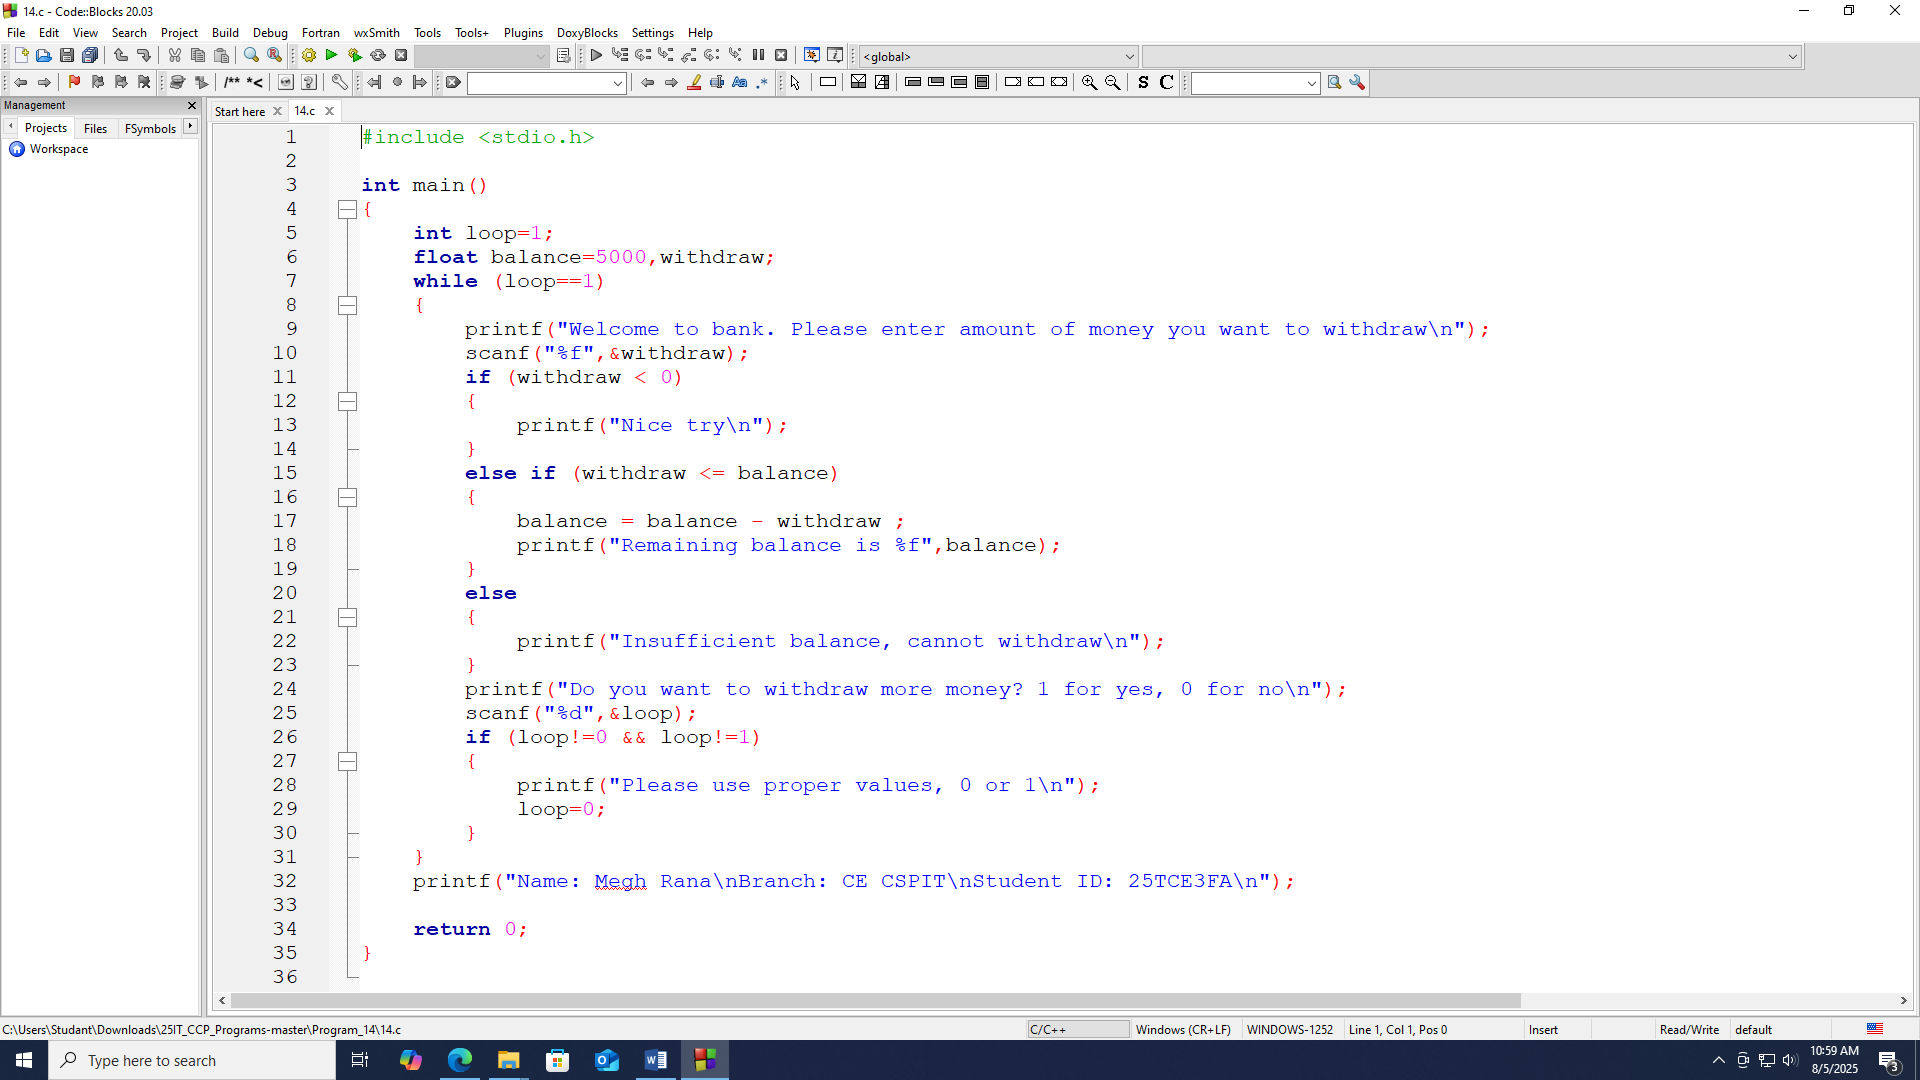 14.c - Code::Blocks 20.03
File Edit View Search Project Build Debug Fortran wxSmith Tools Tools+ Plugins DoxyBlocks Settings Help
<global>
/** *< Aa .* S C
Management
Projects Files FSymbols
Workspace
Start here 14.c
1 #include <stdio.h>
2
3 int main()
4 {
5 int loop=1;
6 float balance=5000,withdraw;
7 while (loop==1)
8 {
9 printf("Welcome to bank. Please enter amount of money you want to withdraw\n");
10 scanf("%f",&withdraw);
11 if (withdraw < 0)
12 {
13 printf("Nice try\n");
14 }
15 else if (withdraw <= balance)
16 {
17 balance = balance - withdraw ;
18 printf("Remaining balance is %f",balance);
19 }
20 else
21 {
22 printf("Insufficient balance, cannot withdraw\n");
23 }
24 printf("Do you want to withdraw more money? 1 for yes, 0 for no\n");
25 scanf("%d",&loop);
26 if (loop!=0 && loop!=1)
27 {
28 printf("Please use proper values, 0 or 1\n");
29 loop=0;
30 }
31 }
32 printf("Name: Megh Rana\nBranch: CE CSPIT\nStudent ID: 25TCE3FA\n");
33
34 return 0;
35 }
36
C:\Users\Studant\Downloads\25IT_CCP_Programs-master\Program_14\14.c C/C++ Windows (CR+LF) WINDOWS-1252 Line 1, Col 1, Pos 0 Insert Read/Write default
Type here to search
10:59 AM
8/5/2025
3